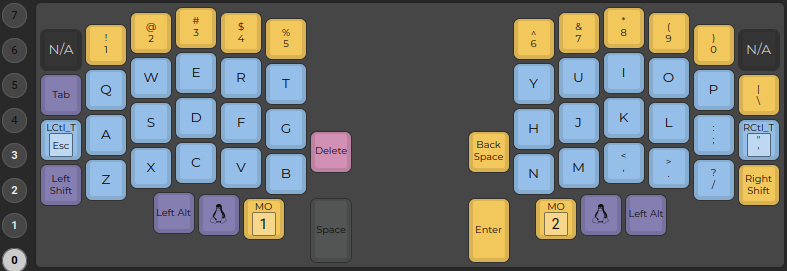 7
6
5
4
3
2
1
0
N/A
!
1
@
2
#
3
$
4
%
5
^
6
&
7
*
8
(
9
)
0
N/A
Tab
Q
W
E
R
T
Y
U
I
O
P
|
\
LCtl_T
Esc
A
S
D
F
G
Delete
Back
Space
H
J
K
L
:
;
RCtl_T
"
'
Left
Shift
Z
X
C
V
B
N
M
<
,
>
.
?
/
Right
Shift
Left Alt
MO
1
Space
Enter
MO
2
Left Alt